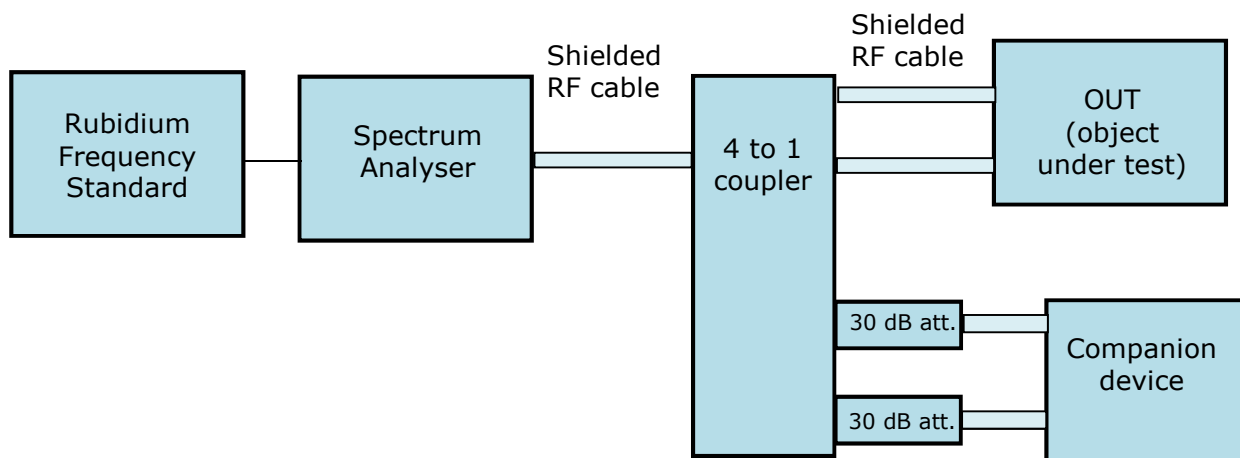 Rubidium
Frequency
Standard
Spectrum
Analyser
Shielded
RF cable
4 to 1
coupler
Shielded
RF cable
OUT
(object
under test)
30 dB att.
30 dB att.
Companion
device